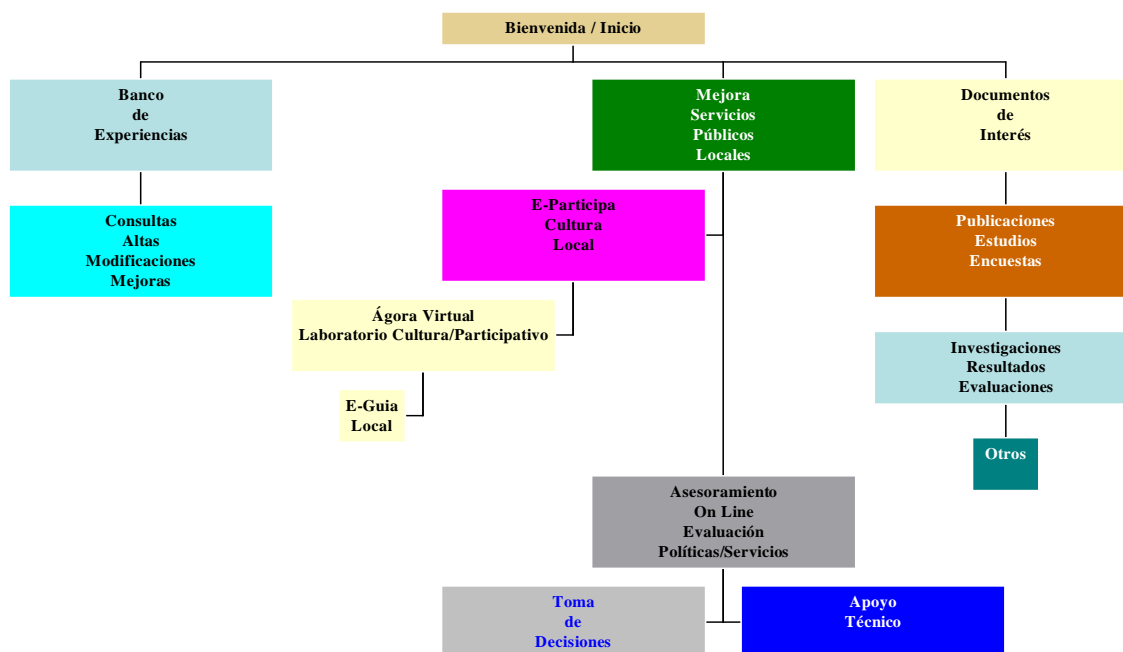 Bienvenida / Inicio
Banco
de
Experiencias
Mejora
Servicios
Públicos
Locales
Documentos
de
Interés
Consultas
Altas
Modificaciones
Mejoras
E-Participa
Cultura
Local
Publicaciones
Estudios
Encuestas
Ágora Virtual
Laboratorio Cultura/Participativo
Investigaciones
Resultados
Evaluaciones
E-Guia
Local
Otros
Asesoramiento
On Line
Evaluación
Políticas/Servicios
Toma
de
Decisiones
Apoyo
Técnico